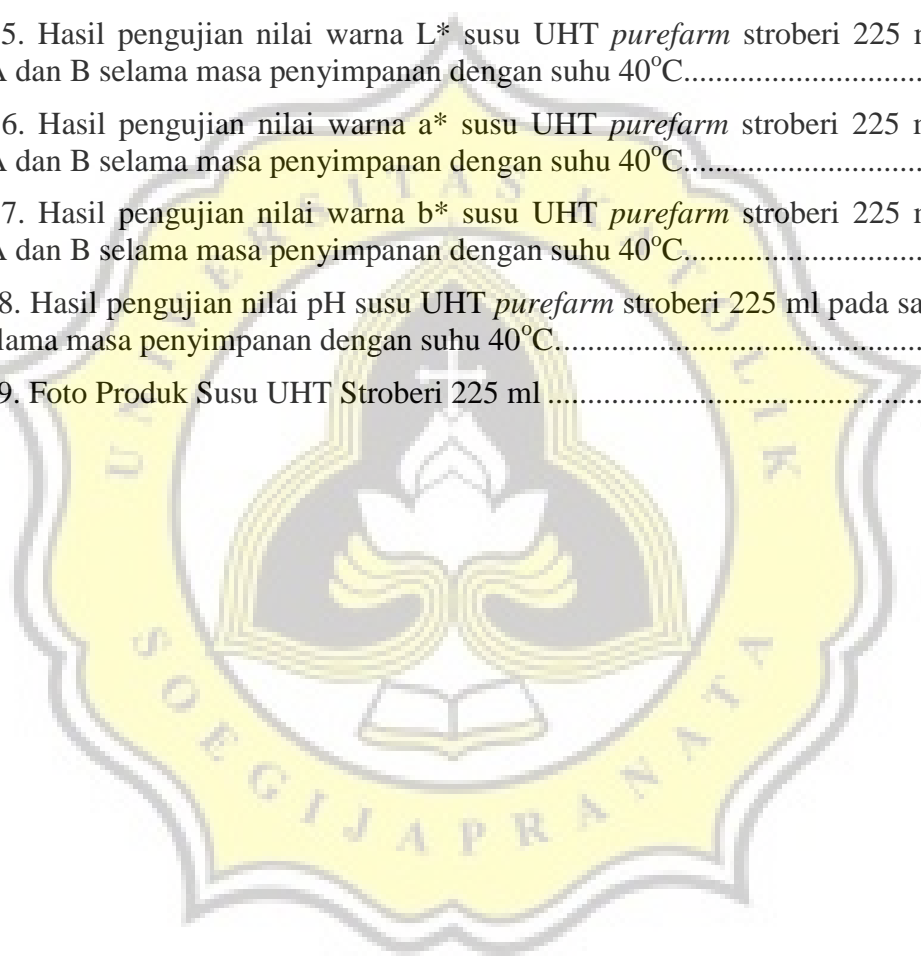 5. Hasil pengujian nilai warna L* susu UHT purefarm stroberi 225 m
A dan B selama masa penyimpanan dengan suhu 40°C...................................
6. Hasil pengujian nilai warna a* susu UHT purefarm stroberi 225 m
A dan B selama masa penyimpanan dengan suhu 40°C...................................
7. Hasil pengujian nilai warna b* susu UHT purefarm stroberi 225 m
A dan B selama masa penyimpanan dengan suhu 40°C...................................
8. Hasil pengujian nilai pH susu UHT purefarm stroberi 225 ml pada sa
lama masa penyimpanan dengan suhu 40°C...................................................
9. Foto Produk Susu UHT Stroberi 225 ml ...................................................
UNIVERSITAS KATOLIK
SOEGIJAPRANATA